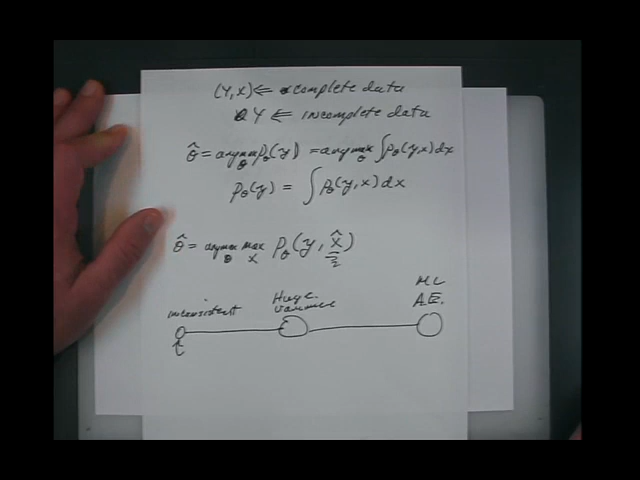 (Y,X) ⇐ complete data
Y ⇐ incomplete data
θ̂ = argmax_θ p_θ(y) = argmax_θ ∫ p_θ(y,x) dx
p_θ(y) = ∫ p_θ(y,x) dx
θ̂ = argmax_θ max_x p_θ(y, x̂)
ML
inconsistent Huge variance A.E.